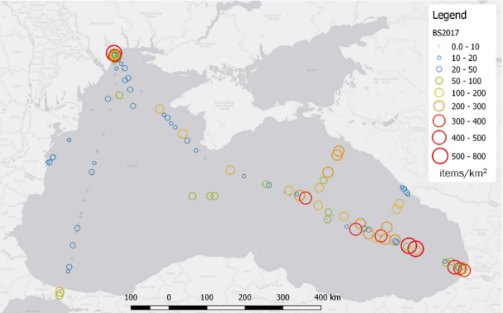 Legend
BS2017
0.0 - 10
10 - 20
20 - 50
50 - 100
100 - 200
200 - 300
300 - 400
400 - 500
500 - 800
items/km²
100 0 100 200 300 400 km